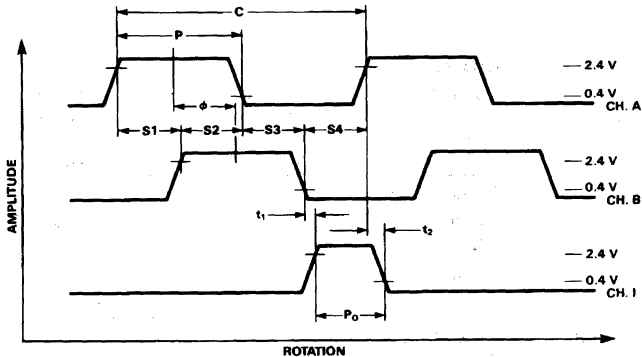 C
P
2.4 V
ϕ
0.4 V
CH. A
S1 S2 S3 S4
2.4 V
0.4 V
CH. B
t1
t2
2.4 V
0.4 V
CH. I
P0
AMPLITUDE
ROTATION